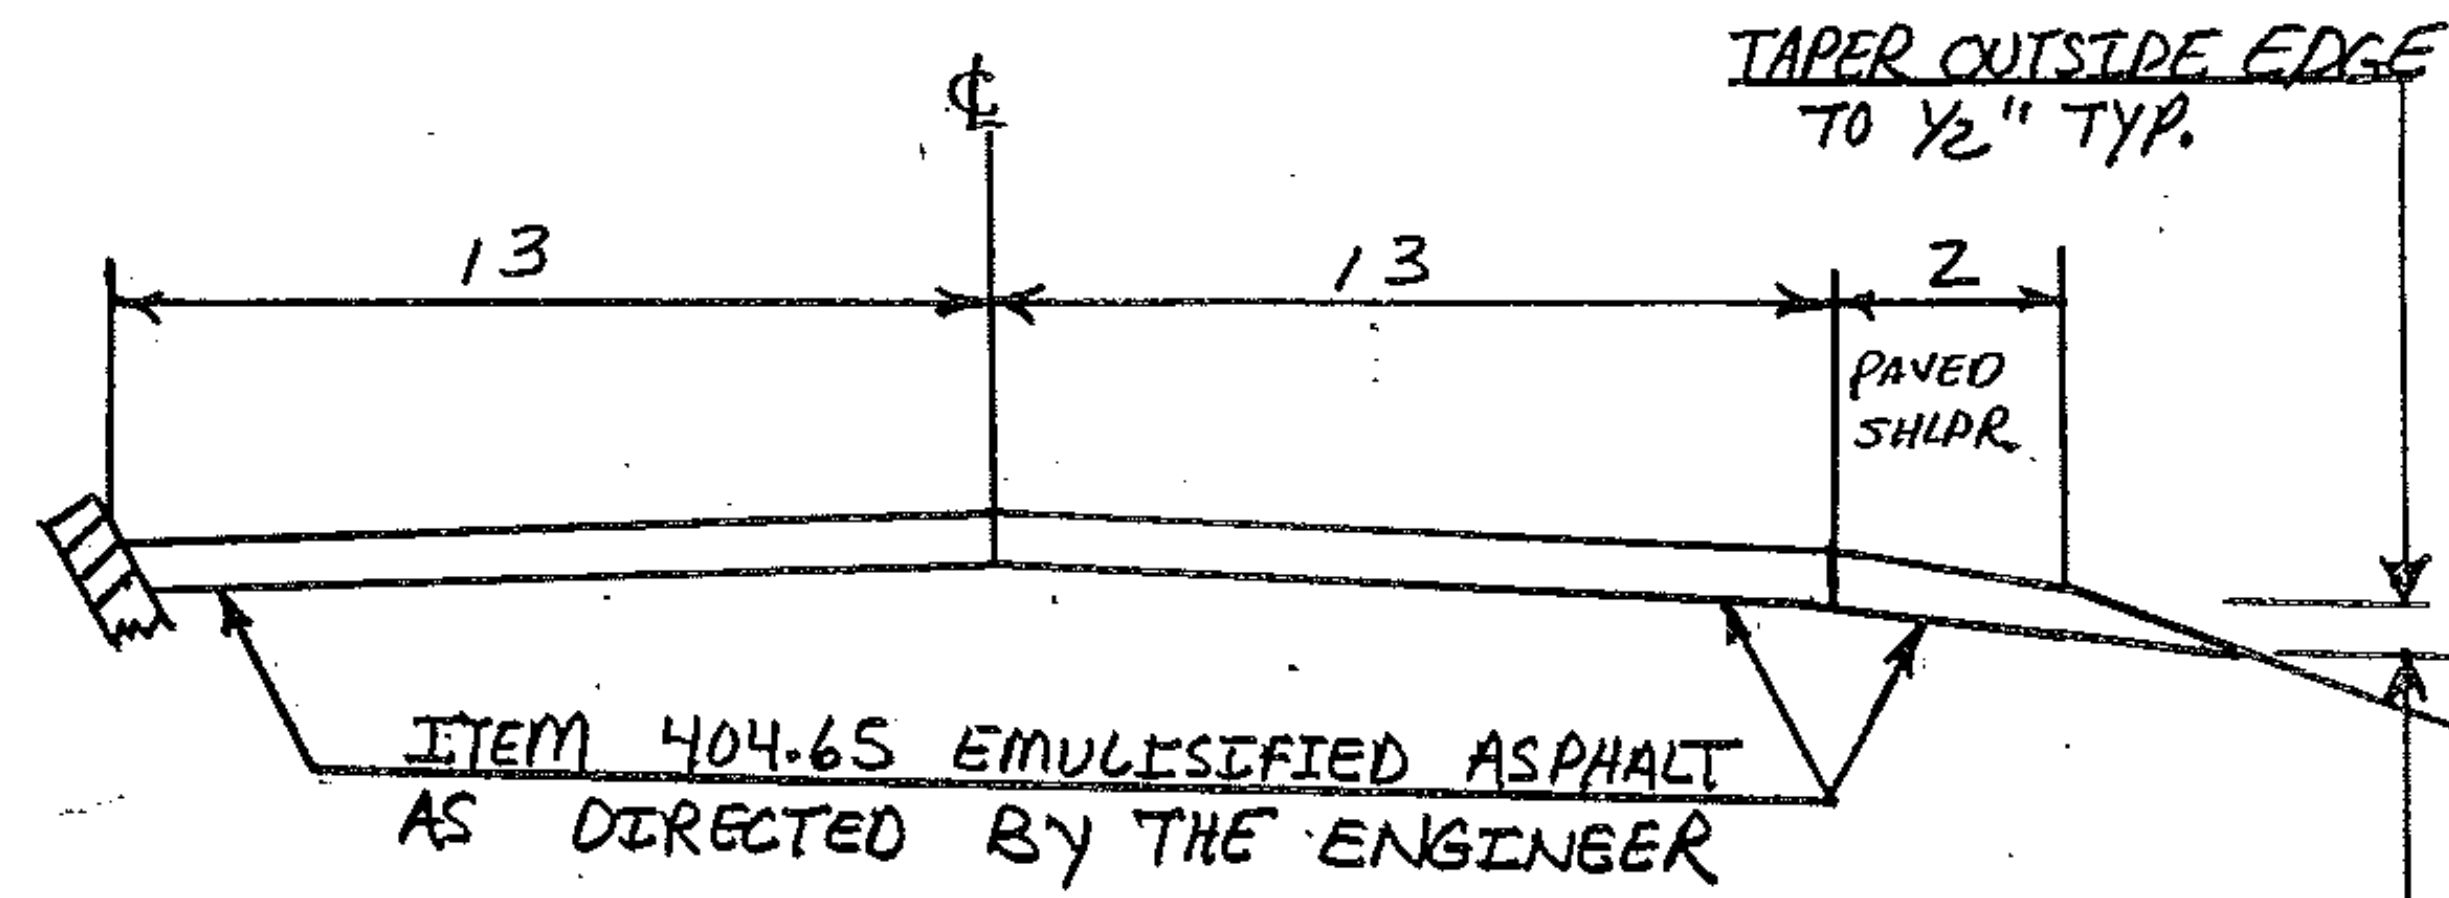 TAPER OUTSIDE EDGE
TO 1/2" TYP.
℄
13
13
2
PAVED
SHLDR
ITEM 404.65 EMULISIFIED ASPHALT
AS DIRECTED BY THE ENGINEER